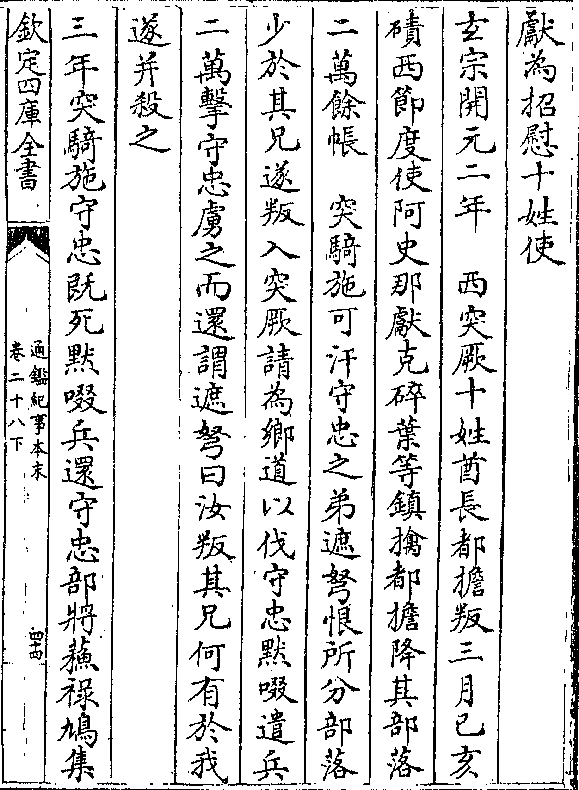 獻為招慰十姓使
玄宗開元二年 西突厥十姓酋長都擔叛三月己亥
磧西節度使阿史那獻克碎葉等鎮擒都擔降其部落
二萬餘帳 突騎施可汗守忠之弟遮弩恨所分部落
少於其兄遂叛入突厥請為鄉道以伐守忠默啜遣兵
二萬擊守忠虜之而還謂遮弩曰汝叛其兄何有於我
遂并殺之
三年突騎施守忠既死默啜兵還守忠部將蘇祿鳩集
欽定四庫全書
通鑑紀事本末
卷二十八下
四十四